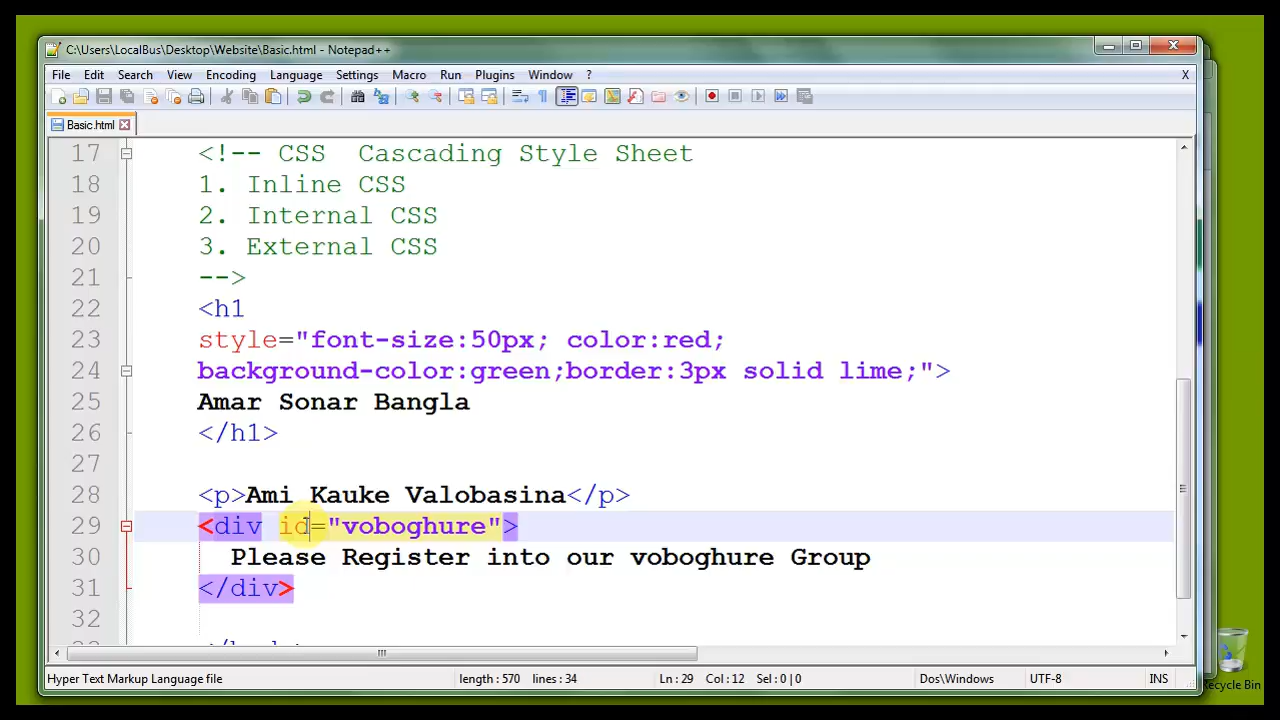 C:\Users\LocalBus\Desktop\Website\Basic.html - Notepad++
File Edit Search View Encoding Language Settings Macro Run Plugins Window ? X
Basic.html
17 <!-- CSS  Cascading Style Sheet
18 1. Inline CSS
19 2. Internal CSS
20 3. External CSS
21 -->
22 <h1
23 style="font-size:50px; color:red;
24 background-color:green;border:3px solid lime;">
25 Amar Sonar Bangla
26 </h1>
27
28 <p>Ami Kauke Valobasina</p>
29 <div id="voboghure">
30 Please Register into our voboghure Group
31 </div>
32
Hyper Text Markup Language file length : 570 lines : 34 Ln : 29 Col : 12 Sel : 0 | 0 Dos\Windows UTF-8 INS
Recycle Bin